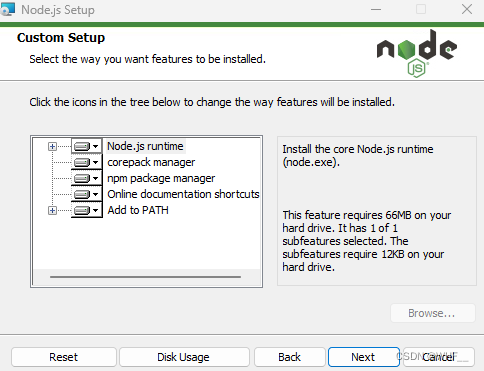 Node.js Setup
Custom Setup
Select the way you want features to be installed.
node
JS
Click the icons in the tree below to change the way features will be installed.
Node.js runtime
corepack manager
npm package manager
Online documentation shortcuts
Add to PATH
Install the core Node.js runtime
(node.exe).
This feature requires 66MB on your
hard drive. It has 1 of 1
subfeatures selected. The
subfeatures require 12KB on your
hard drive.
Browse...
Reset
Disk Usage
Back
Next
Cancel